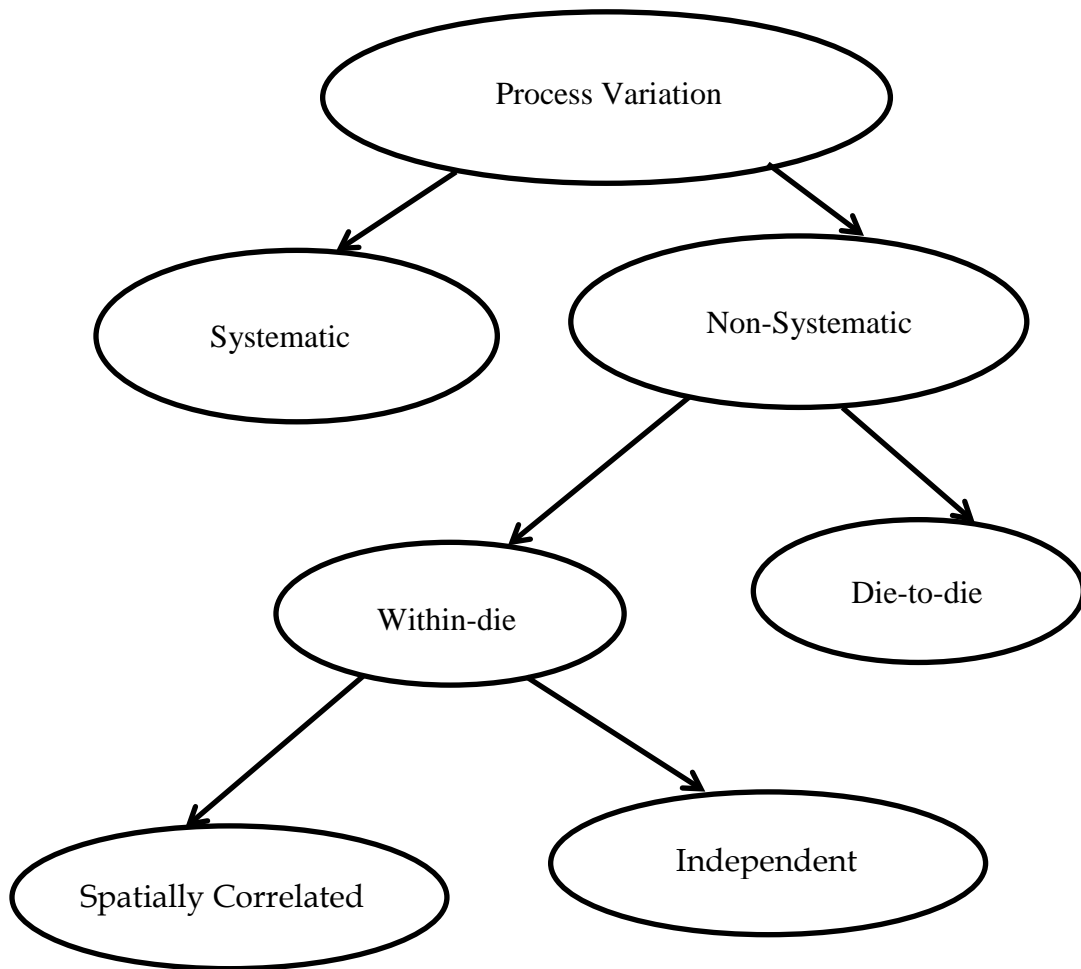 Process Variation
Systematic
Non-Systematic
Within-die
Die-to-die
Spatially Correlated
Independent